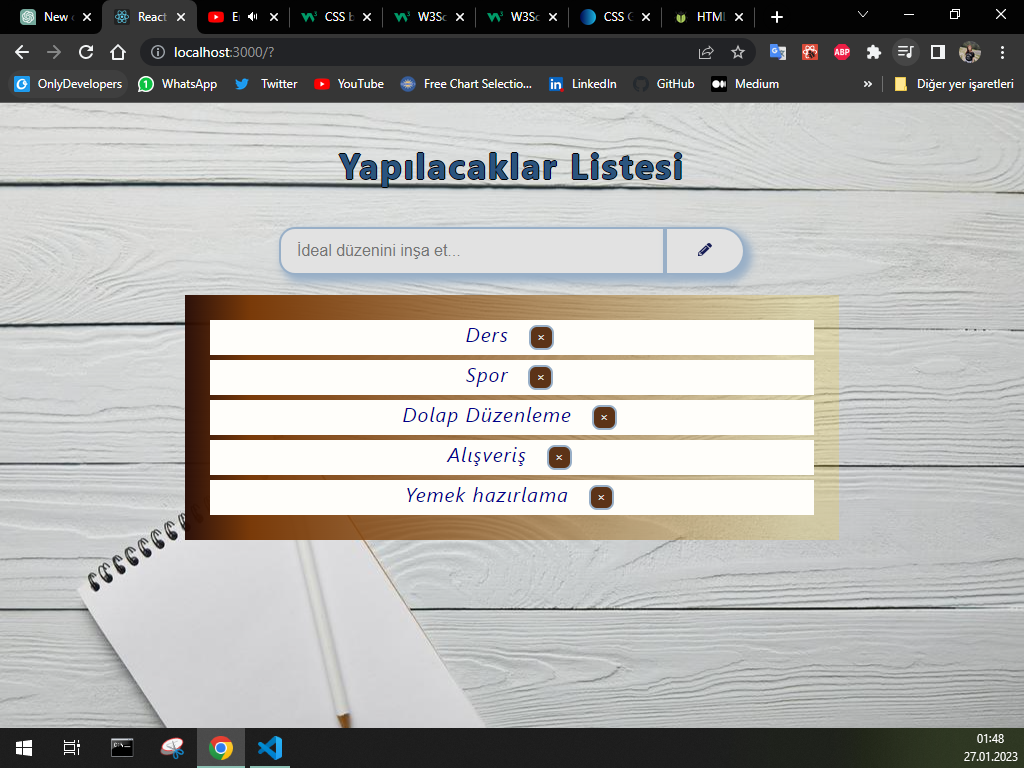 New
React
CSS b
W3Sc
W3Sc
CSS
HTML
localhost:3000/?
ABP
OnlyDevelopers
WhatsApp
Twitter
YouTube
Free Chart Selectio...
LinkedIn
GitHub
Medium
»
Diğer yer işaretleri
Yapılacaklar Listesi
İdeal düzenini inşa et...
Ders ×
Spor ×
Dolap Düzenleme ×
Alışveriş ×
Yemek hazırlama ×
01:48
27.01.2023